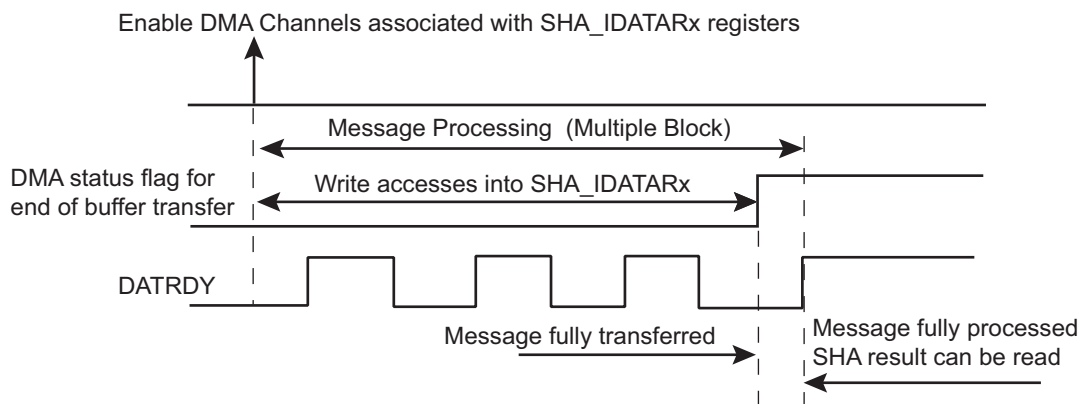 Enable DMA Channels associated with SHA_IDATARx registers
Message Processing (Multiple Block)
DMA status flag for
end of buffer transfer
Write accesses into SHA_IDATARx
DATRDY
Message fully transferred
Message fully processed
SHA result can be read